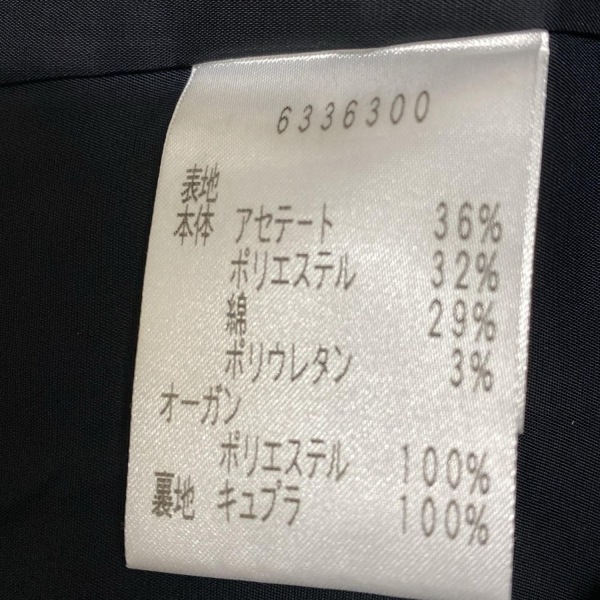 6336300
表地
本体 アセテート 36%
ポリエステル 32%
綿 29%
ポリウレタン 3%
オーガン
ポリエステル 100%
裏地 キュプラ 100%